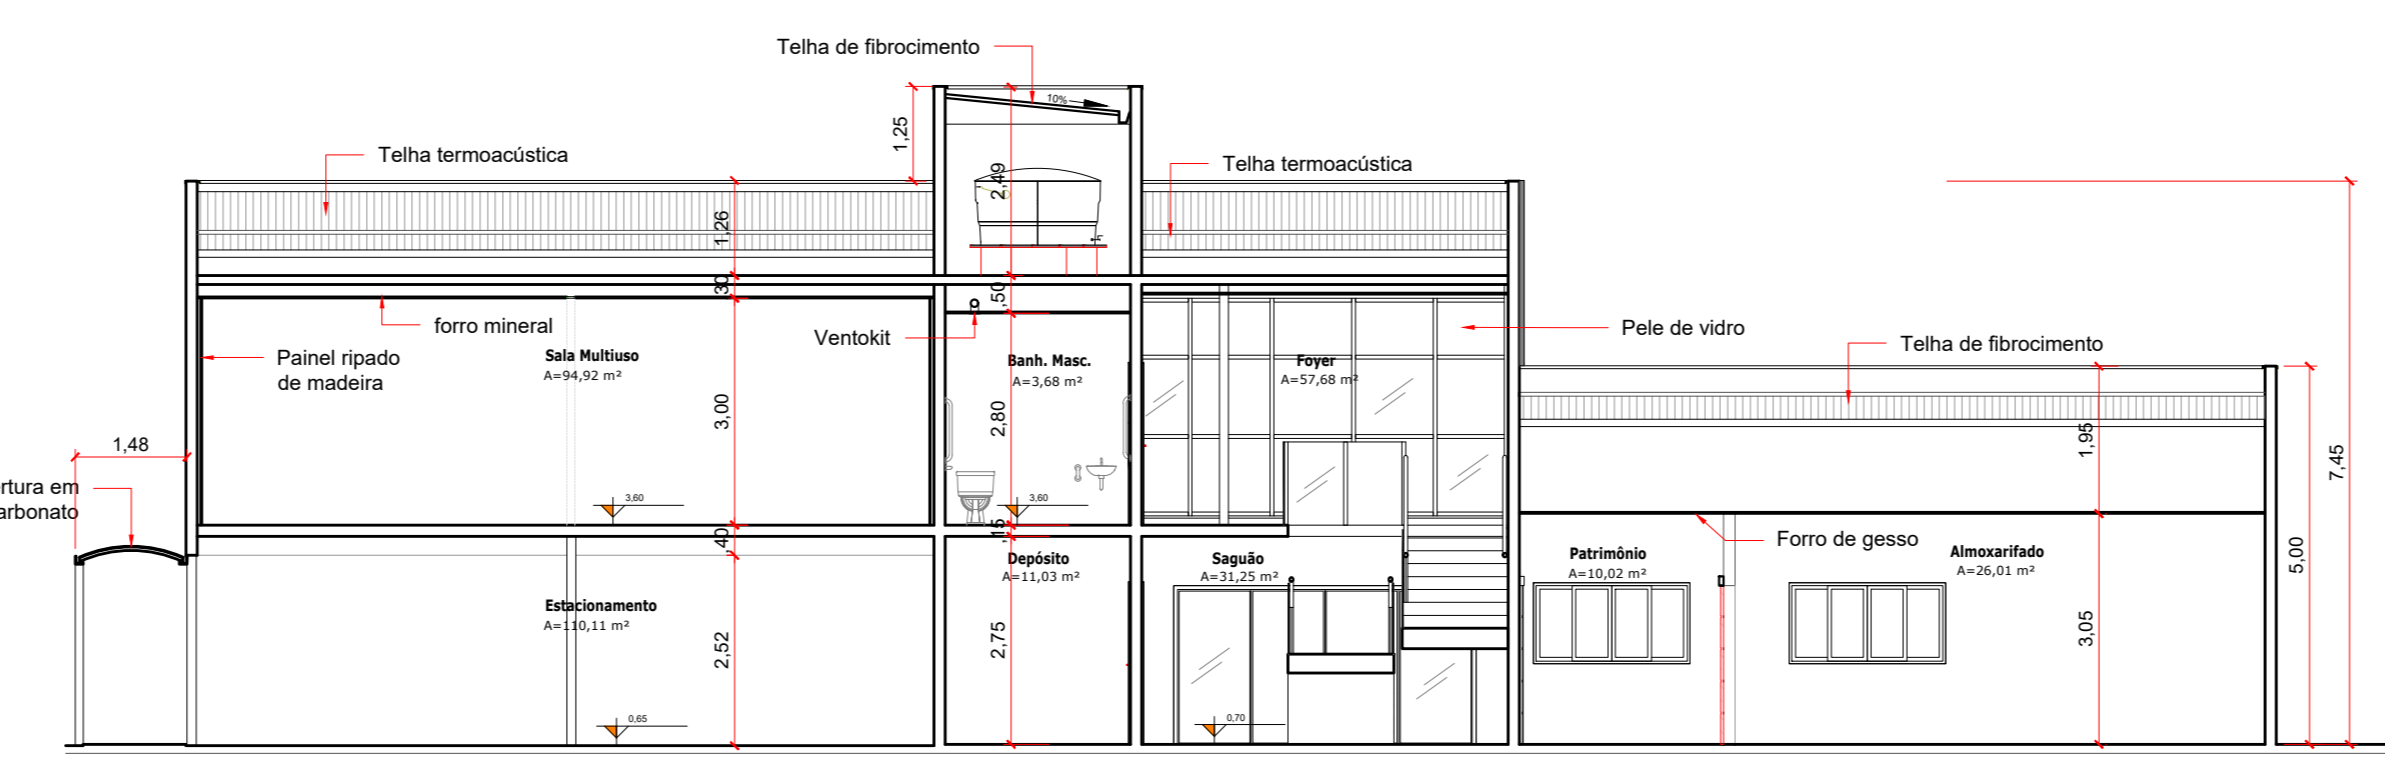 Telha de fibrocimento
10%
1,25
2,49
Telha termoacústica
Telha termoacústica
1,26
30
,50
forro mineral
Ventokit
Pele de vidro
Telha de fibrocimento
Painel ripado
de madeira
Sala Multiuso
A=94,92 m²
Banh. Masc.
A=3,68 m²
Foyer
A=57,68 m²
3,00
2,80
1,95
7,45
1,48
rtura em
arbonato
3,60
3,60
,40
,15
Forro de gesso
5,00
Depósito
A=11,03 m²
Saguão
A=31,25 m²
Patrimônio
A=10,02 m²
Almoxarifado
A=26,01 m²
Estacionamento
A=110,11 m²
2,52
2,75
3,05
0,65
0,70